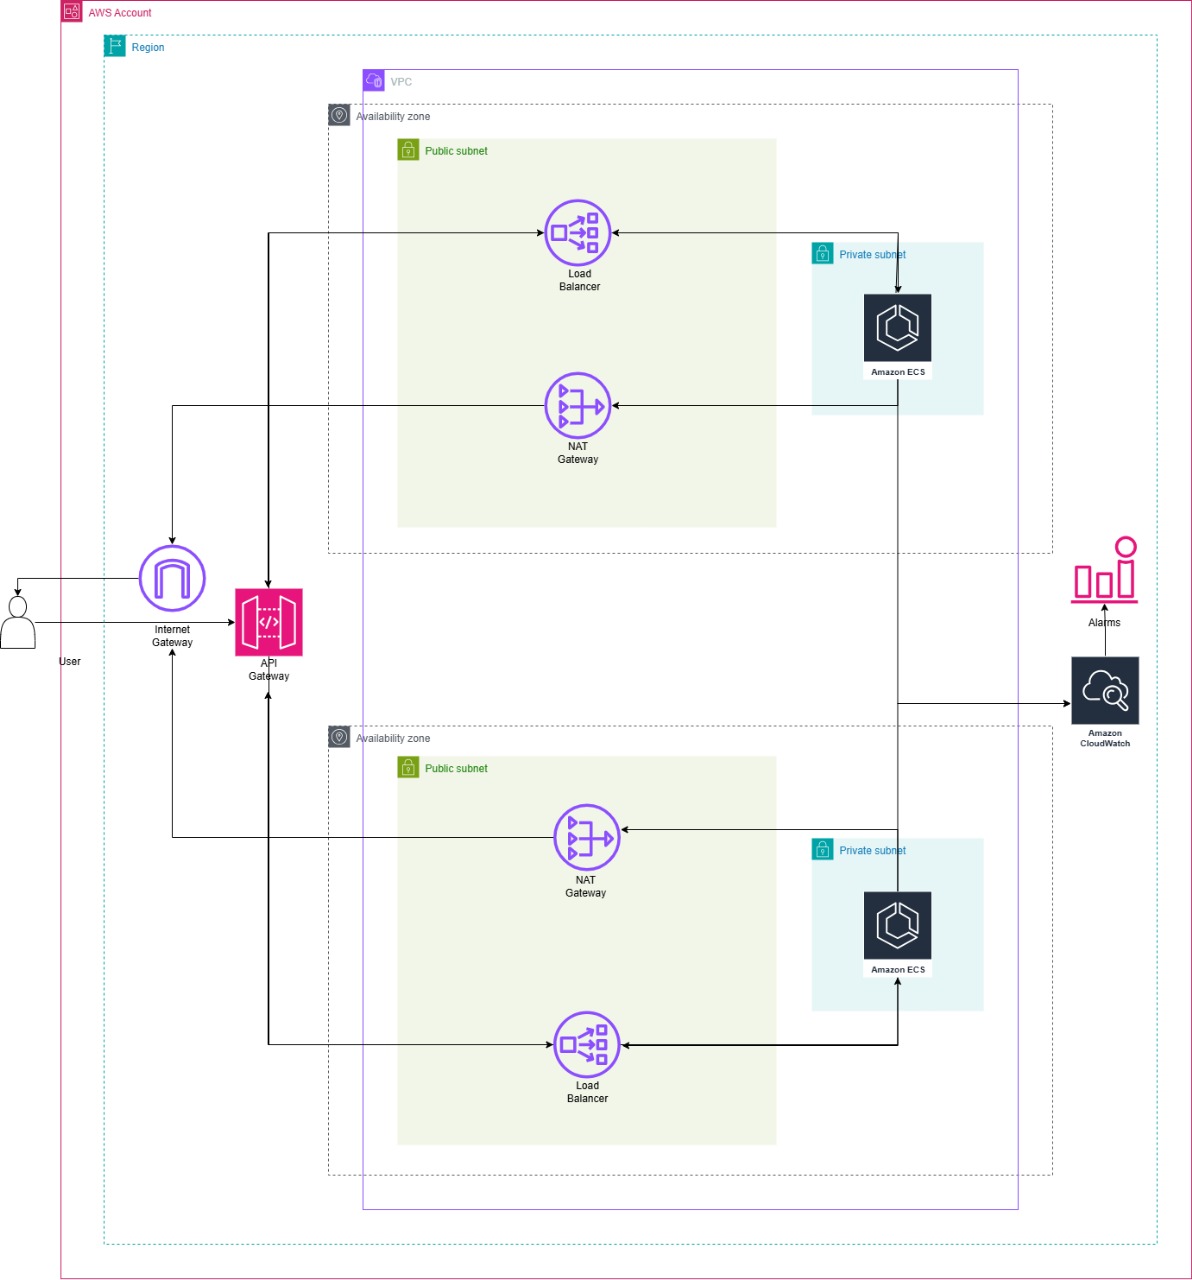 AWS Account
Region
VPC
Availability zone
Public subnet
Load
Balancer
Private subnet
Amazon ECS
NAT
Gateway
Internet
Gateway
User
API
Gateway
Alarms
Amazon
CloudWatch
Availability zone
Public subnet
NAT
Gateway
Private subnet
Amazon ECS
Load
Balancer